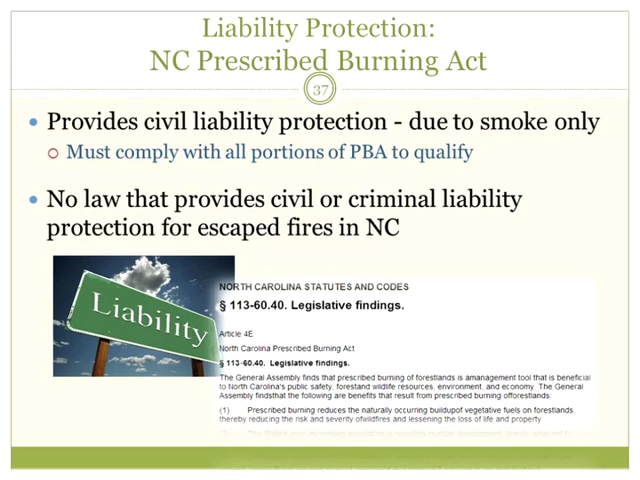 Liability Protection:
NC Prescribed Burning Act
37
Provides civil liability protection - due to smoke only
Must comply with all portions of PBA to qualify
No law that provides civil or criminal liability
protection for escaped fires in NC
Liability
NORTH CAROLINA STATUTES AND CODES
§ 113-60.40. Legislative findings.
Article 4E
North Carolina Prescribed Burning Act
§ 113-60.40. Legislative findings.
The General Assembly finds that prescribed burning of forestlands is amanagement tool that is beneficial
to North Carolina's public safety, forestand wildlife resources, environment, and economy. The General
Assembly findsthat the following are benefits that result from prescribed burning offorestlands:
(1) Prescribed burning reduces the naturally occurring buildupof vegetative fuels on forestlands,
thereby reducing the risk and severity ofwildfires and lessening the loss of life and property.